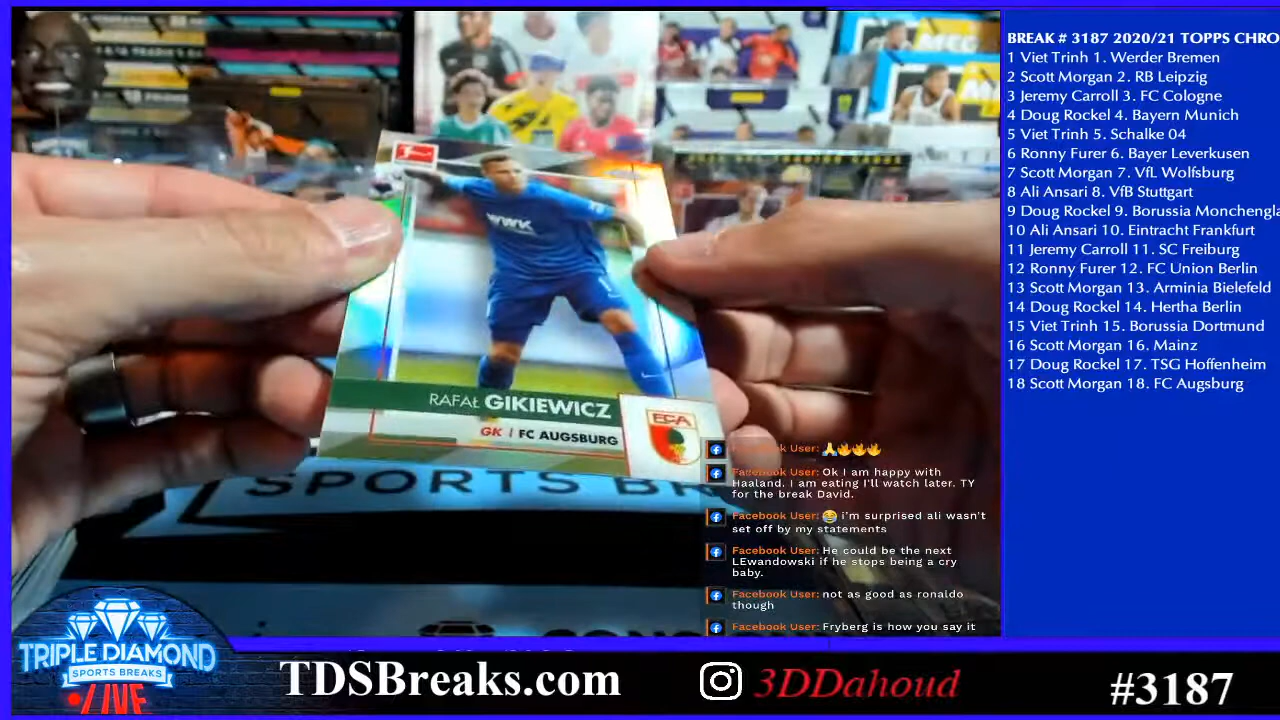 BREAK # 3187 2020/21 TOPPS CHRO
1 Viet Trinh 1. Werder Bremen
2 Scott Morgan 2. RB Leipzig
3 Jeremy Carroll 3. FC Cologne
4 Doug Rockel 4. Bayern Munich
5 Viet Trinh 5. Schalke 04
6 Ronny Furer 6. Bayer Leverkusen
7 Scott Morgan 7. VfL Wolfsburg
8 Ali Ansari 8. VfB Stuttgart
9 Doug Rockel 9. Borussia Monchengla
10 Ali Ansari 10. Eintracht Frankfurt
11 Jeremy Carroll 11. SC Freiburg
12 Ronny Furer 12. FC Union Berlin
13 Scott Morgan 13. Arminia Bielefeld
14 Doug Rockel 14. Hertha Berlin
15 Viet Trinh 15. Borussia Dortmund
16 Scott Morgan 16. Mainz
17 Doug Rockel 17. TSG Hoffenheim
18 Scott Morgan 18. FC Augsburg
WWK
RAFAŁ GIKIEWICZ
GK | FC AUGSBURG
FCA
SPORTS BR
Facebook User: 🙏🔥🔥🔥
Facebook User: Ok I am happy with
Haaland. I am eating I'll watch later. TY
for the break David.
Facebook User: 😂 i'm surprised ali wasn't
set off by my statements
Facebook User: He could be the next
LEwandowski if he stops being a cry
baby.
Facebook User: not as good as ronaldo
though
Facebook User: Fryberg is how you say it
TRIPLE DIAMOND
SPORTS BREAKS
LIVE
TDSBreaks.com
3DDahoud
#3187